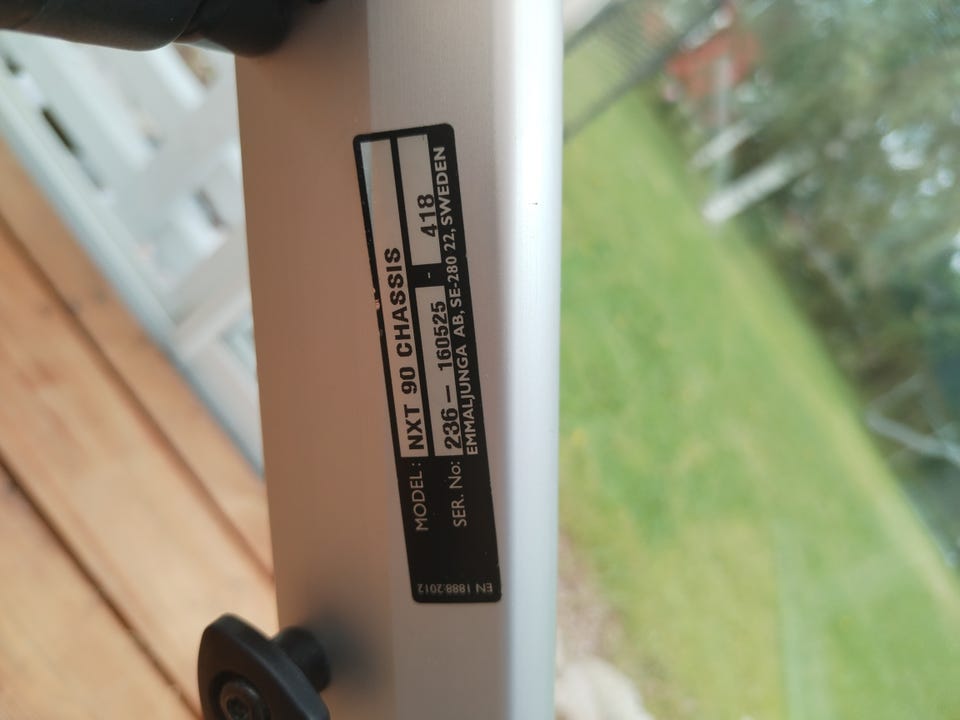 MODEL: NXT 90 CHASSIS
SER. No: 236 – 160525 - 418
EMMALJUNGA AB, SE-280 22, SWEDEN
EN 1888:2012